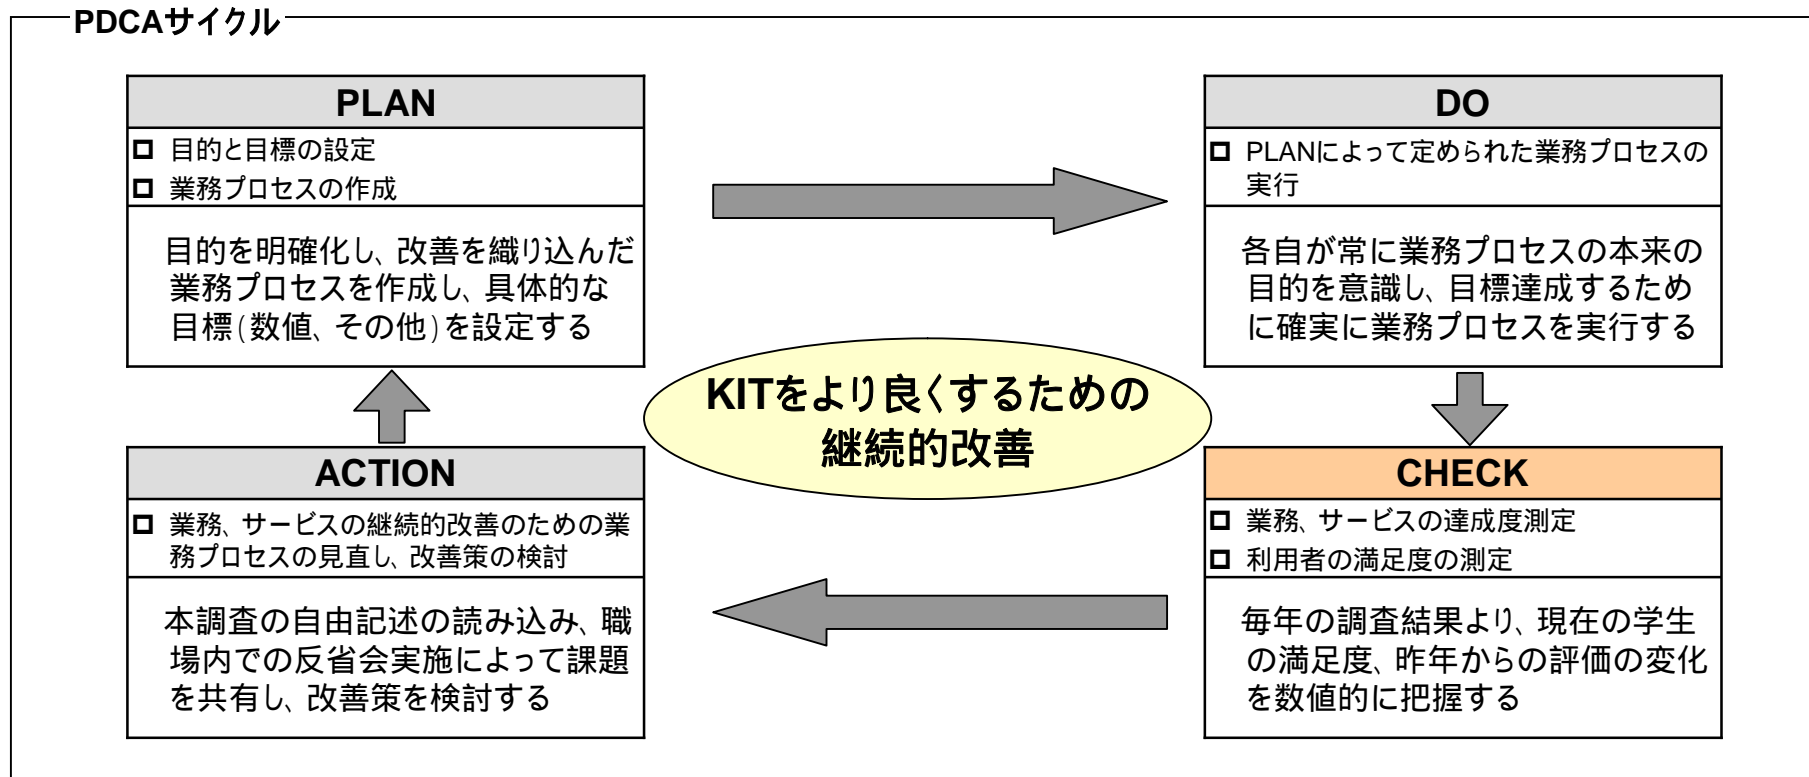 PDCAサイクル
PLAN
目的と目標の設定
業務プロセスの作成
目的を明確化し、改善を織り込んだ
業務プロセスを作成し、具体的な
目標(数値、その他)を設定する
DO
PLANによって定められた業務プロセスの
実行
各自が常に業務プロセスの本来の
目的を意識し、目標達成するため
に確実に業務プロセスを実行する
KITをより良くするための
継続的改善
ACTION
業務、サービスの継続的改善のための業
務プロセスの見直し、改善策の検討
本調査の自由記述の読み込み、職
場内での反省会実施によって課題
を共有し、改善策を検討する
CHECK
業務、サービスの達成度測定
利用者の満足度の測定
毎年の調査結果より、現在の学生
の満足度、昨年からの評価の変化
を数値的に把握する